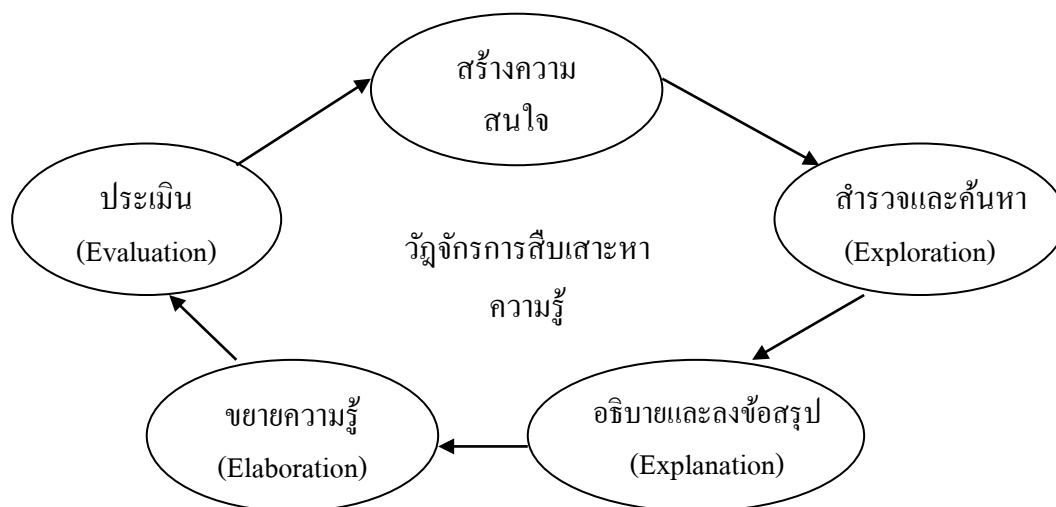 สร้างความ
สนใจ
ประเมิน
(Evaluation)
สำรวจและค้นหา
(Exploration)
วัฎจักรการสืบเสาะหา
ความรู้
ขยายความรู้
(Elaboration)
อธิบายและลงข้อสรุป
(Explanation)